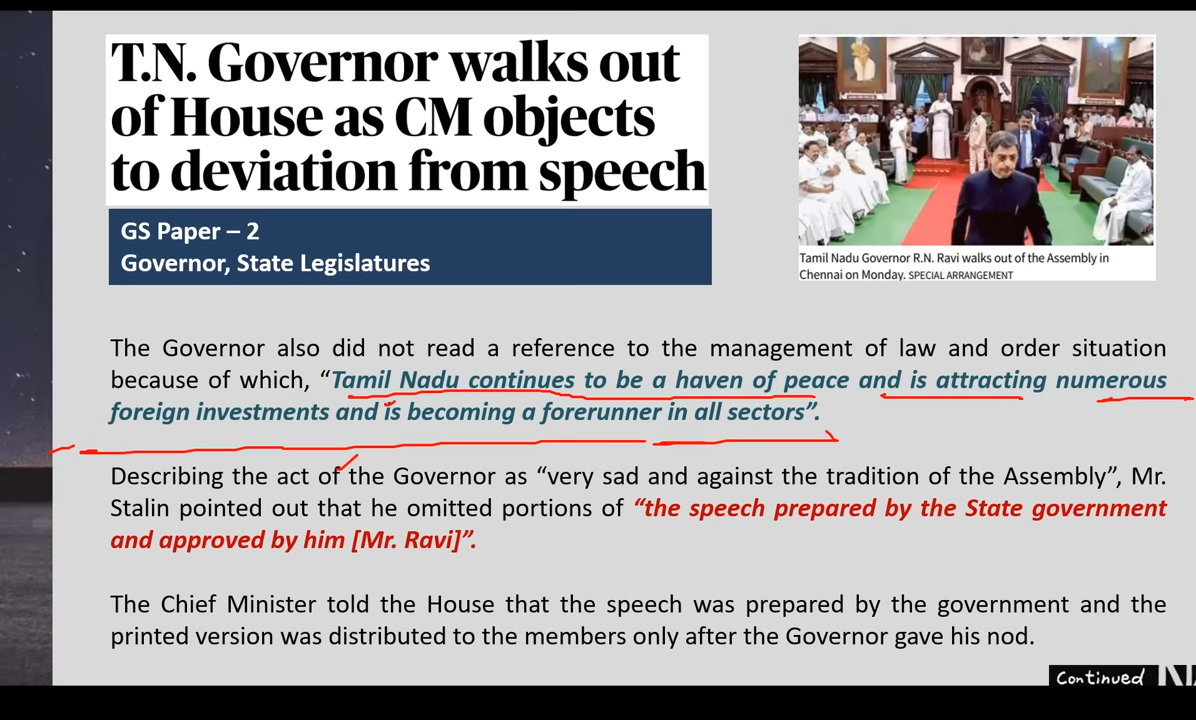 T.N. Governor walks out
of House as CM objects
to deviation from speech
GS Paper – 2
Governor, State Legislatures
Tamil Nadu Governor R.N. Ravi walks out of the Assembly in
Chennai on Monday. SPECIAL ARRANGEMENT
The Governor also did not read a reference to the management of law and order situation
because of which, “Tamil Nadu continues to be a haven of peace and is attracting numerous
foreign investments and is becoming a forerunner in all sectors”.
Describing the act of the Governor as “very sad and against the tradition of the Assembly”, Mr.
Stalin pointed out that he omitted portions of “the speech prepared by the State government
and approved by him [Mr. Ravi]”.
The Chief Minister told the House that the speech was prepared by the government and the
printed version was distributed to the members only after the Governor gave his nod.
Continued